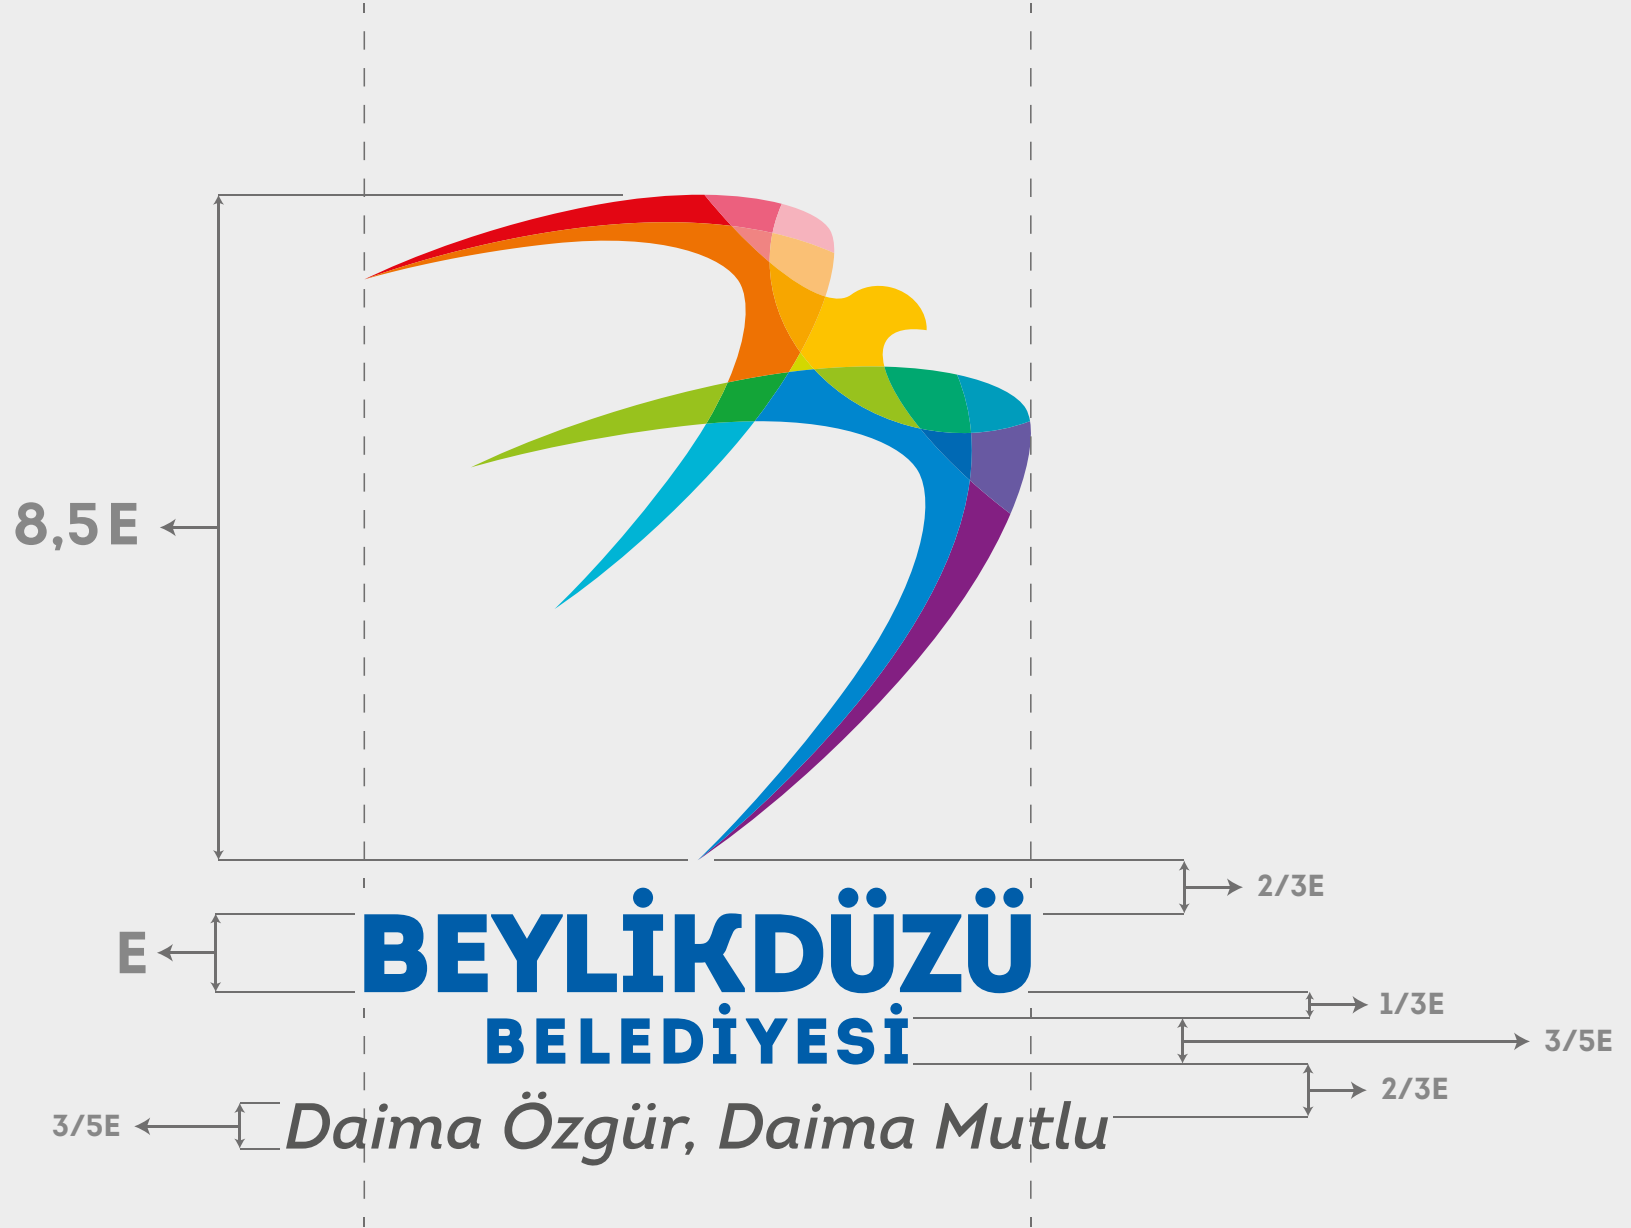 8,5E
2/3E
E
BEYLİKDÜZÜ
1/3E
BELEDİYESİ
3/5E
2/3E
3/5E
Daima Özgür, Daima Mutlu